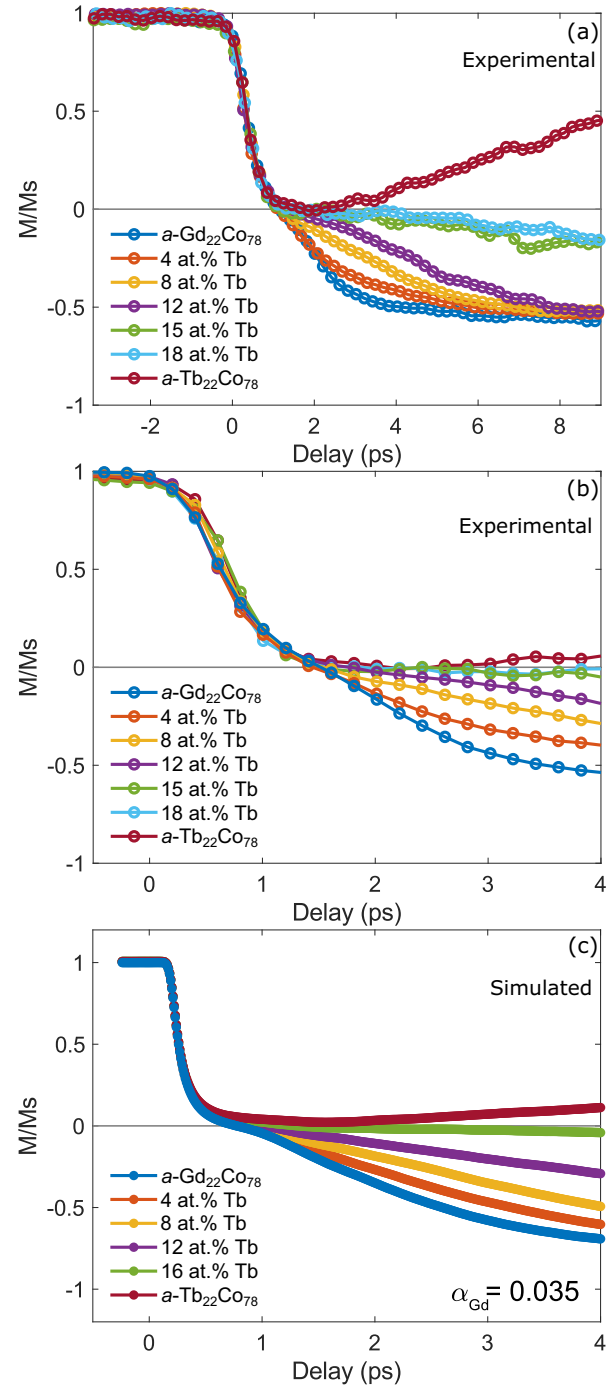 1
(a)
Experimental
0.5
M/Ms
0
a-Gd22Co78
4 at.% Tb
8 at.% Tb
12 at.% Tb
15 at.% Tb
18 at.% Tb
a-Tb22Co78
-0.5
-1
-2 0 2 4 6 8
Delay (ps)
1
(b)
Experimental
0.5
M/Ms
0
a-Gd22Co78
4 at.% Tb
8 at.% Tb
12 at.% Tb
15 at.% Tb
18 at.% Tb
a-Tb22Co78
-0.5
-1
0 1 2 3 4
Delay (ps)
1
(c)
Simulated
0.5
M/Ms
0
a-Gd22Co78
4 at.% Tb
8 at.% Tb
12 at.% Tb
16 at.% Tb
a-Tb22Co78
-0.5
-1
αGd= 0.035
0 1 2 3 4
Delay (ps)